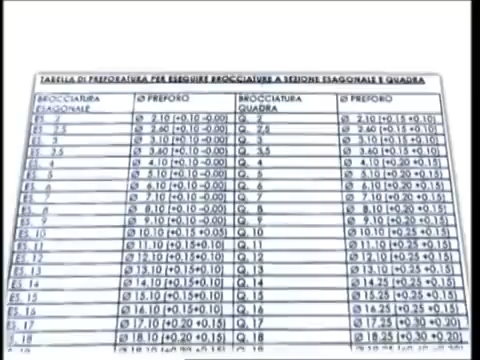 TABELLA DI PREFORATURA PER ESEGUIRE BROCCIATURE A SEZIONE ESAGONALE E QUADRA
BROCCIATURA ESAGONALE Ø PREFORO BROCCIATURA QUADRA Ø PREFORO
ES. 2 Ø 2.10 (+0.10 -0.00) Q. 2 Ø 2.10 (+0.15 +0.10)
ES. 2,5 Ø 2.60 (+0.10 -0.00) Q. 2,5 Ø 2.60 (+0.15 +0.10)
ES. 3 Ø 3.10 (+0.10 -0.00) Q. 3 Ø 3.10 (+0.15 +0.10)
ES. 3,5 Ø 3.60 (+0.10 -0.00) Q. 3,5 Ø 3.60 (+0.15 +0.10)
ES. 4 Ø 4.10 (+0.10 -0.00) Q. 4 Ø 4.10 (+0.20 +0.15)
ES. 5 Ø 5.10 (+0.10 -0.00) Q. 5 Ø 5.10 (+0.20 +0.15)
ES. 6 Ø 6.10 (+0.10 -0.00) Q. 6 Ø 6.10 (+0.20 +0.15)
ES. 7 Ø 7.10 (+0.10 -0.00) Q. 7 Ø 7.10 (+0.20 +0.15)
ES. 8 Ø 8.10 (+0.10 -0.00) Q. 8 Ø 8.10 (+0.20 +0.15)
ES. 9 Ø 9.10 (+0.10 -0.00) Q. 9 Ø 9.10 (+0.20 +0.15)
ES. 10 Ø 10.10 (+0.15 +0.05) Q. 10 Ø 10.10 (+0.25 +0.15)
ES. 11 Ø 11.10 (+0.15+0.10) Q. 11 Ø 11.10 (+0.25 +0.15)
ES. 12 Ø 12.10 (+0.15+0.10) Q. 12 Ø 12.10 (+0.25 +0.15)
ES. 13 Ø 13.10 (+0.15+0.10) Q. 13 Ø 13.10 (+0.25 +0.15)
ES. 14 Ø 14.10 (+0.15+0.10) Q. 14 Ø 14.25 (+0.25 +0.15)
ES. 15 Ø 15.10 (+0.15+0.10) Q. 15 Ø 15.25 (+0.25 +0.15)
ES. 16 Ø 16.10 (+0.15+0.10) Q. 16 Ø 16.25 (+0.25 +0.15)
ES. 17 Ø 17.10 (+0.20 +0.15) Q. 17 Ø 17.25 (+0.30 +0.20)
ES. 18 Ø 18.10 (+0.20 +0.15) Q. 18 Ø 18.25 (+0.30 +0.20)